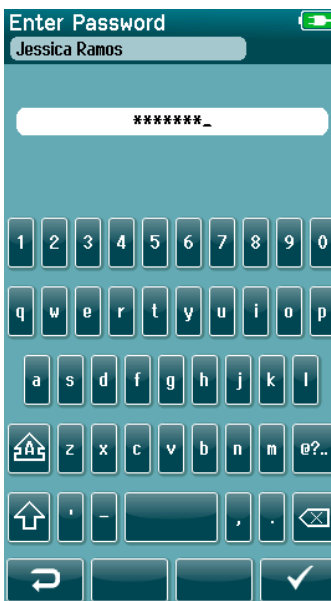 Enter Password
Jessica Ramos
*******_
1 2 3 4 5 6 7 8 9 0
q w e r t y u i o p
a s d f g h j k l
A z x c v b n m @?..
' - , .